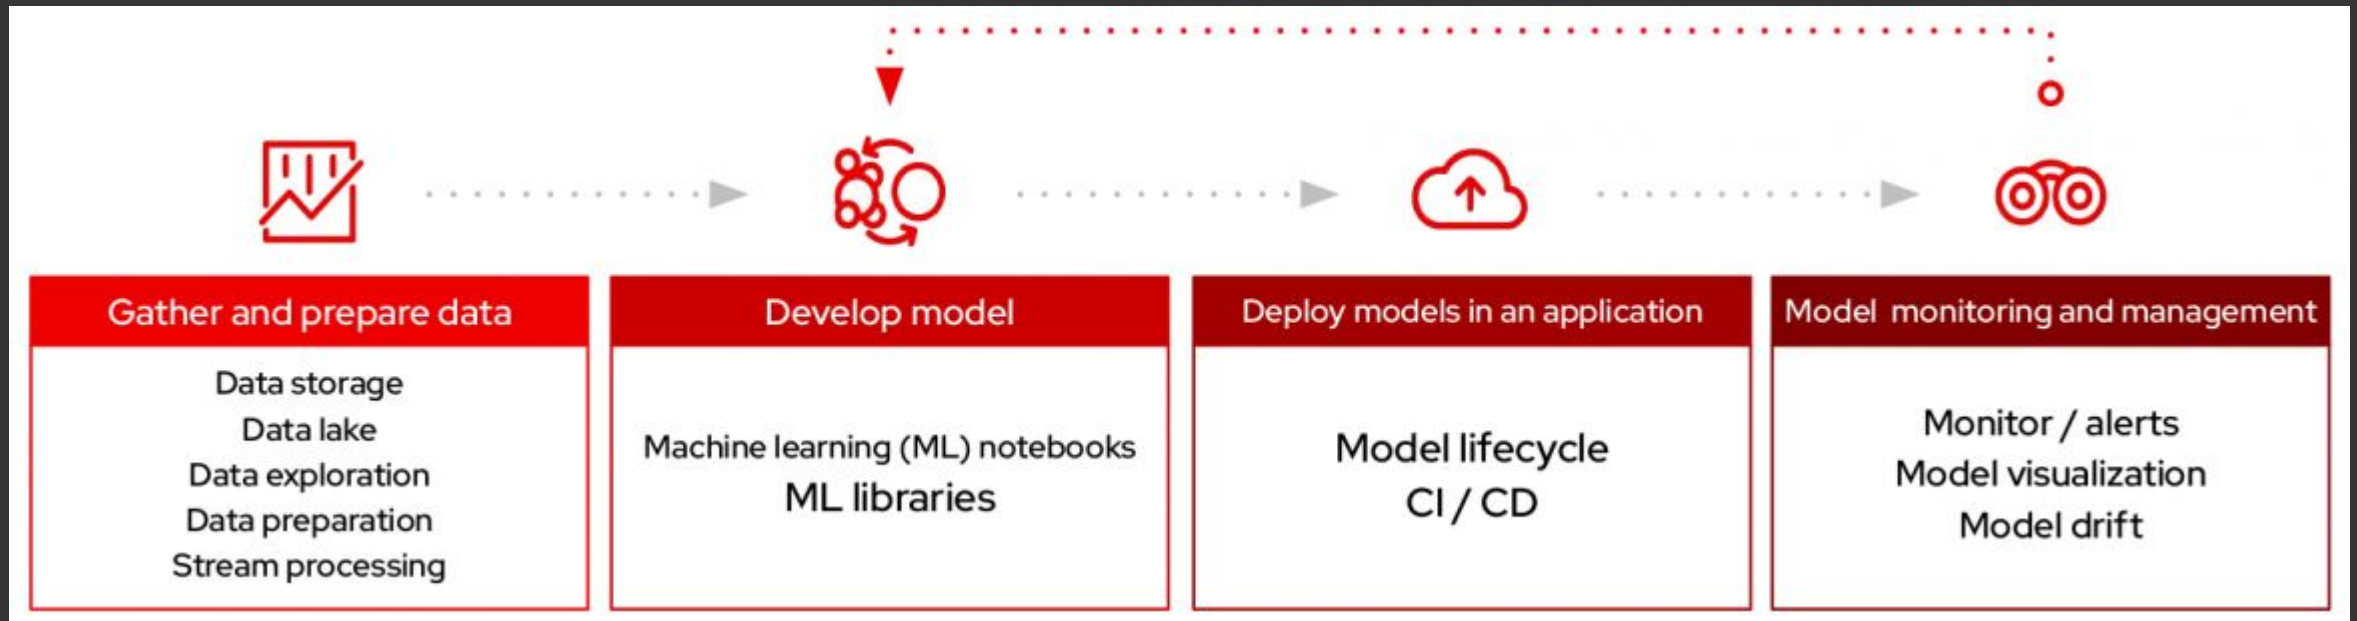 Gather and prepare data
Data storage
Data lake
Data exploration
Data preparation
Stream processing
Develop model
Machine learning (ML) notebooks
ML libraries
Deploy models in an application
Model lifecycle
CI / CD
Model monitoring and management
Monitor / alerts
Model visualization
Model drift